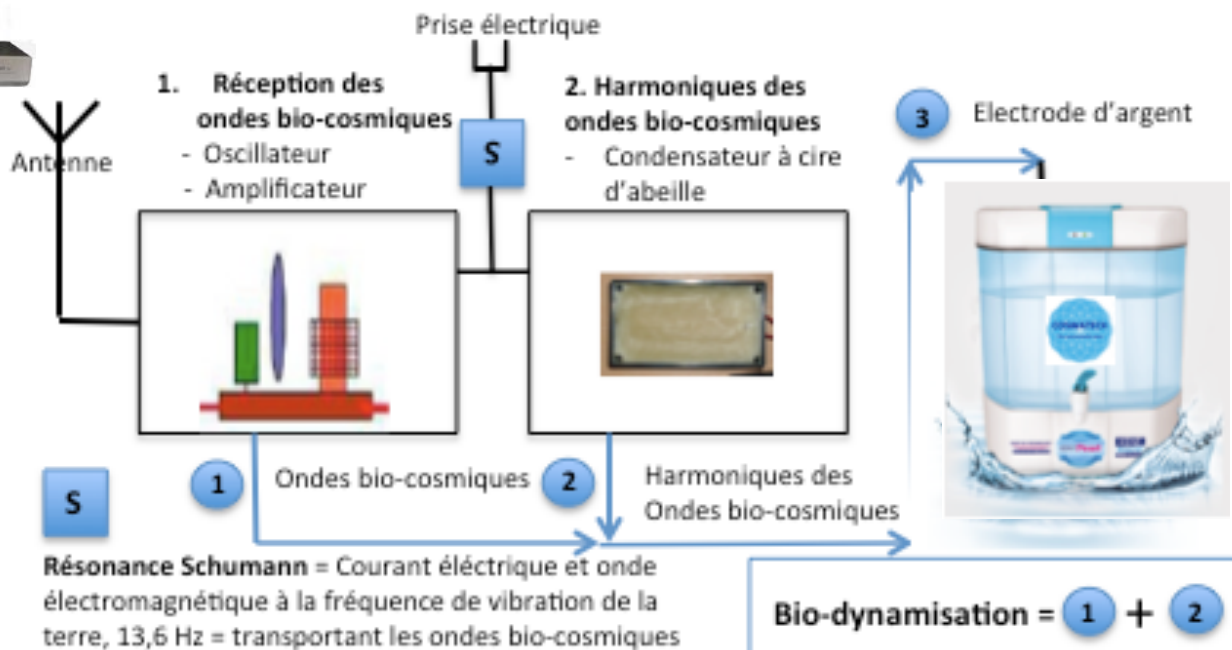 Prise électrique
1. Réception des
ondes bio-cosmiques
- Oscillateur
- Amplificateur
Antenne
S
2. Harmoniques des
ondes bio-cosmiques
- Condensateur à cire
d'abeille
3 Electrode d'argent
1 Ondes bio-cosmiques
2 Harmoniques des
Ondes bio-cosmiques
S
Résonance Schumann = Courant éléctrique et onde
électromagnétique à la fréquence de vibration de la
terre, 13,6 Hz = transportant les ondes bio-cosmiques
Bio-dynamisation = 1 + 2